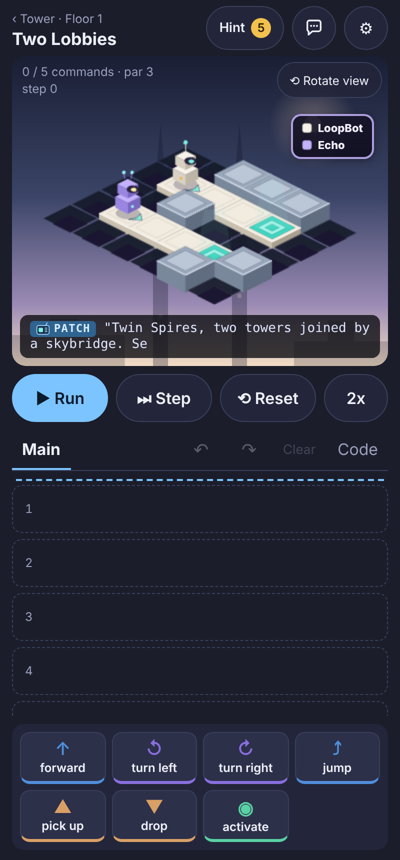 ‹ Tower · Floor 1
Two Lobbies
Hint 5
0 / 5 commands · par 3
step 0
Rotate view
LoopBot
Echo
PATCH "Twin Spires, two towers joined by
a skybridge. Se
Run
Step
Reset
2x
Main
Clear
Code
1
2
3
4
forward
turn left
turn right
jump
pick up
drop
activate